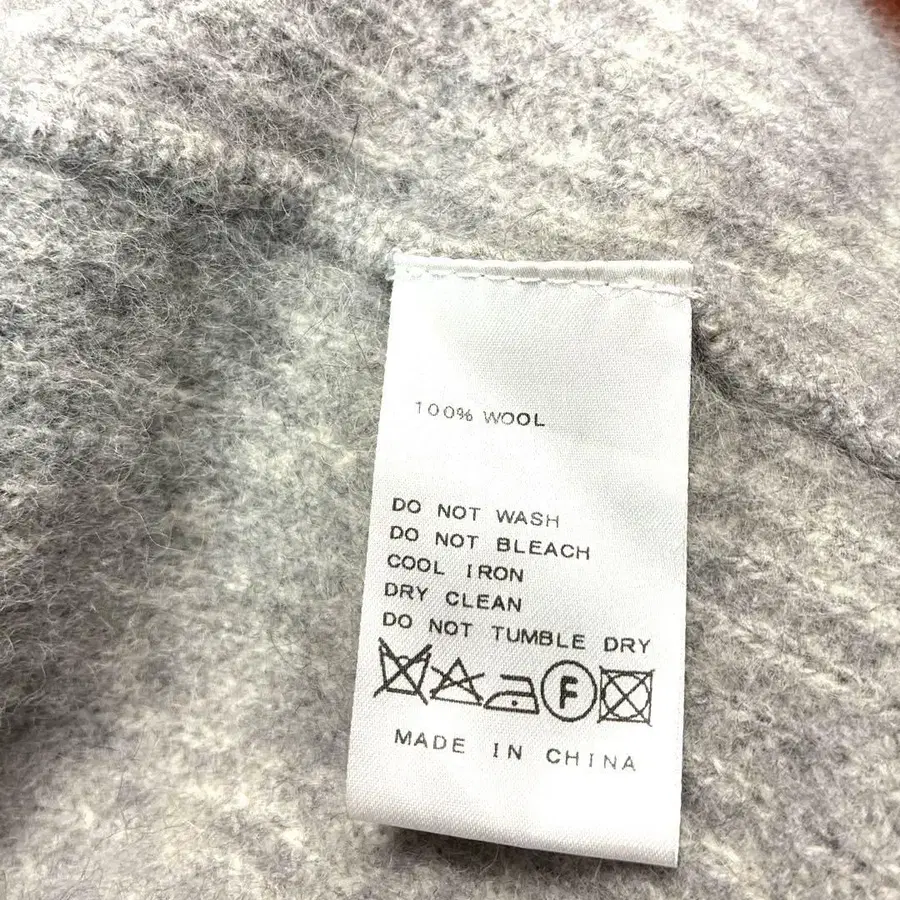 100% WOOL
DO NOT WASH
DO NOT BLEACH
COOL IRON
DRY CLEAN
DO NOT TUMBLE DRY
F
MADE IN CHINA